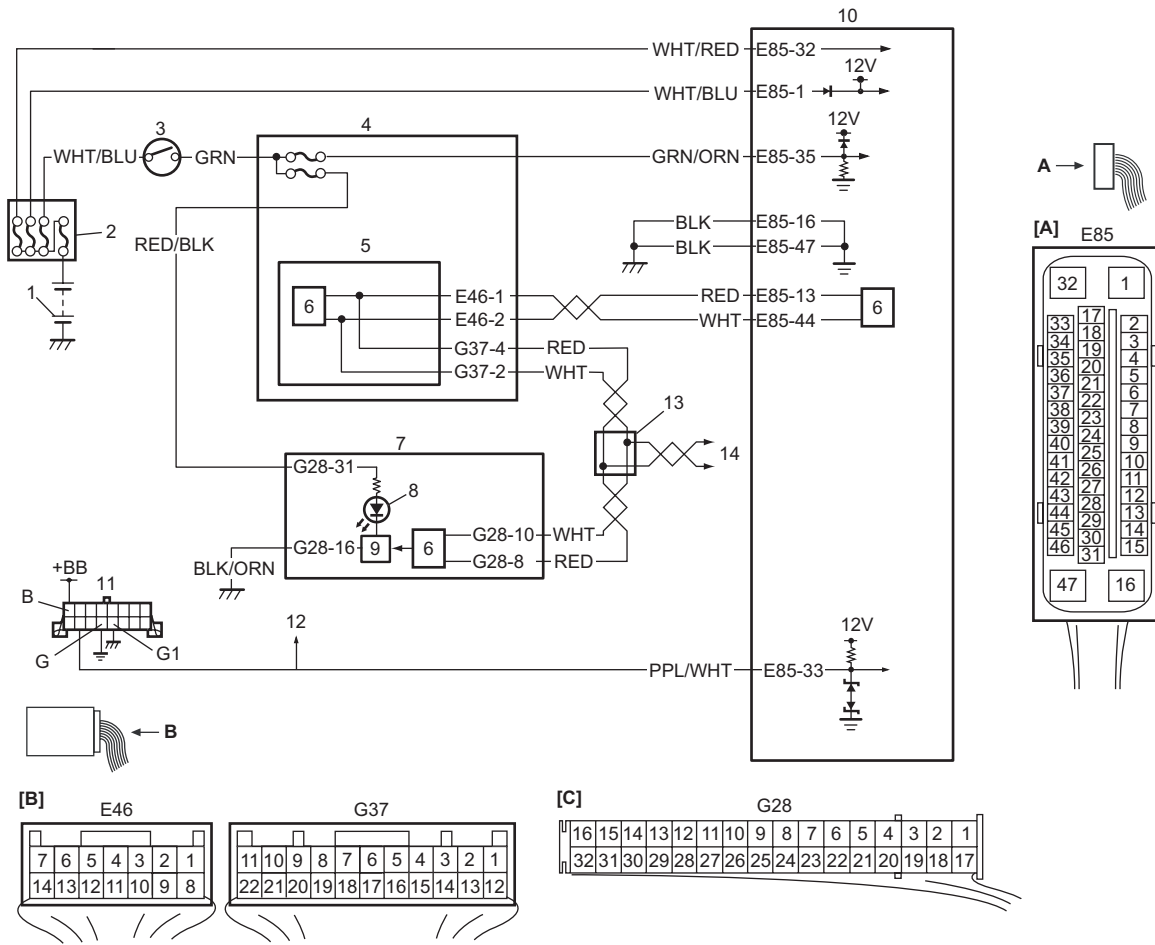 10
WHT/RED E85-32
12V
WHT/BLU E85-1
3
4
12V
WHT/BLU GRN
GRN/ORN E85-35
A
2
RED/BLK
BLK E85-16
BLK E85-47
[A] E85
5
1
6
E46-1
RED E85-13
6
E46-2
WHT E85-44
G37-4 RED
G37-2 WHT
13
7
14
G28-31
8
G28-10 WHT
G28-16 9 6
G28-8 RED
BLK/ORN
+BB
11
B
G
G1
12
12V
PPL/WHT E85-33
32 1
17
33 2
18
34 3
19
35 4
20
36 5
21
37 6
22
38 7
23
39 8
24
40 9
25
41 10
26
42 11
27
43 12
28
44 13
29
45 14
30
46 15
31
47 16
B
[B] E46
7 6 5 4 3 2 1
14 13 12 11 10 9 8
G37
11 10 9 8 7 6 5 4 3 2 1
22 21 20 19 18 17 16 15 14 13 12
[C] G28
16 15 14 13 12 11 10 9 8 7 6 5 4 3 2 1
32 31 30 29 28 27 26 25 24 23 22 21 20 19 18 17